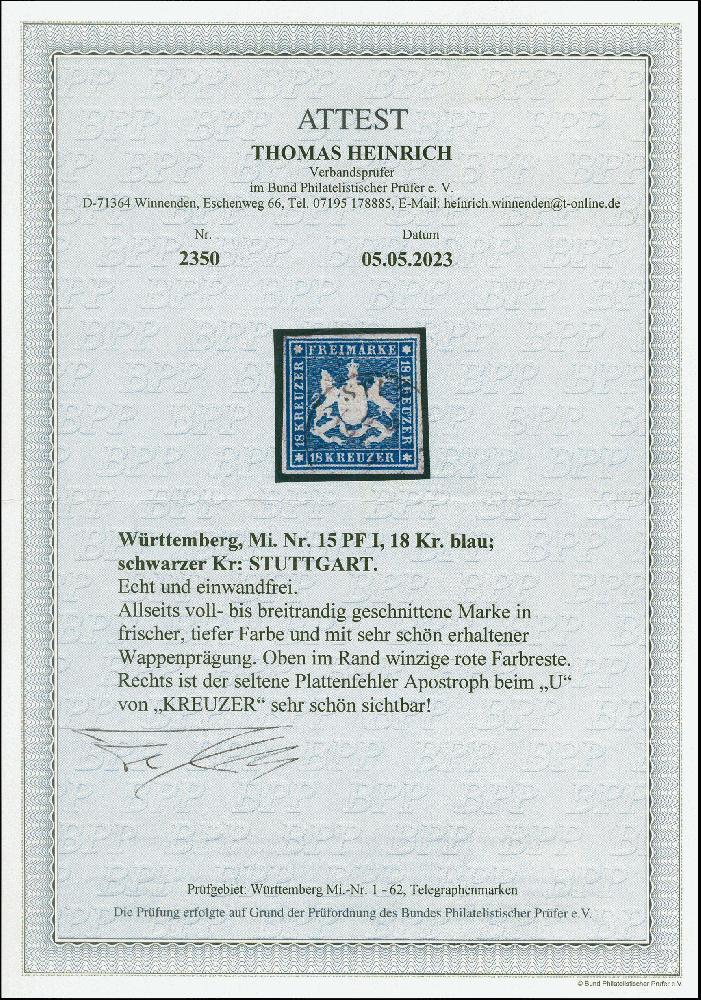 ATTEST
THOMAS HEINRICH
Verbandsprüfer
im Bund Philatelistischer Prüfer e. V.
D-71364 Winnenden, Eschenweg 66, Tel. 07195 178885, E-Mail: heinrich.winnenden@t-online.de
Nr. Datum
2350 05.05.2023
FREIMARKE
18 KREUZER
18 KREUZER
18 KREUZER
Württemberg, Mi. Nr. 15 PF I, 18 Kr. blau;
schwarzer Kr: STUTTGART.
Echt und einwandfrei.
Allseits voll- bis breitrandig geschnittene Marke in
frischer, tiefer Farbe und mit sehr schön erhaltener
Wappenprägung. Oben im Rand winzige rote Farbreste.
Rechts ist der seltene Plattenfehler Apostroph beim „U“
von „KREUZER“ sehr schön sichtbar!
Prüfgebiet: Württemberg Mi.-Nr. 1 - 62, Telegraphenmarken
Die Prüfung erfolgte auf Grund der Prüfordnung des Bundes Philatelistischer Prüfer e.V.
© Bund Philatelistischer Prüfer e.V.